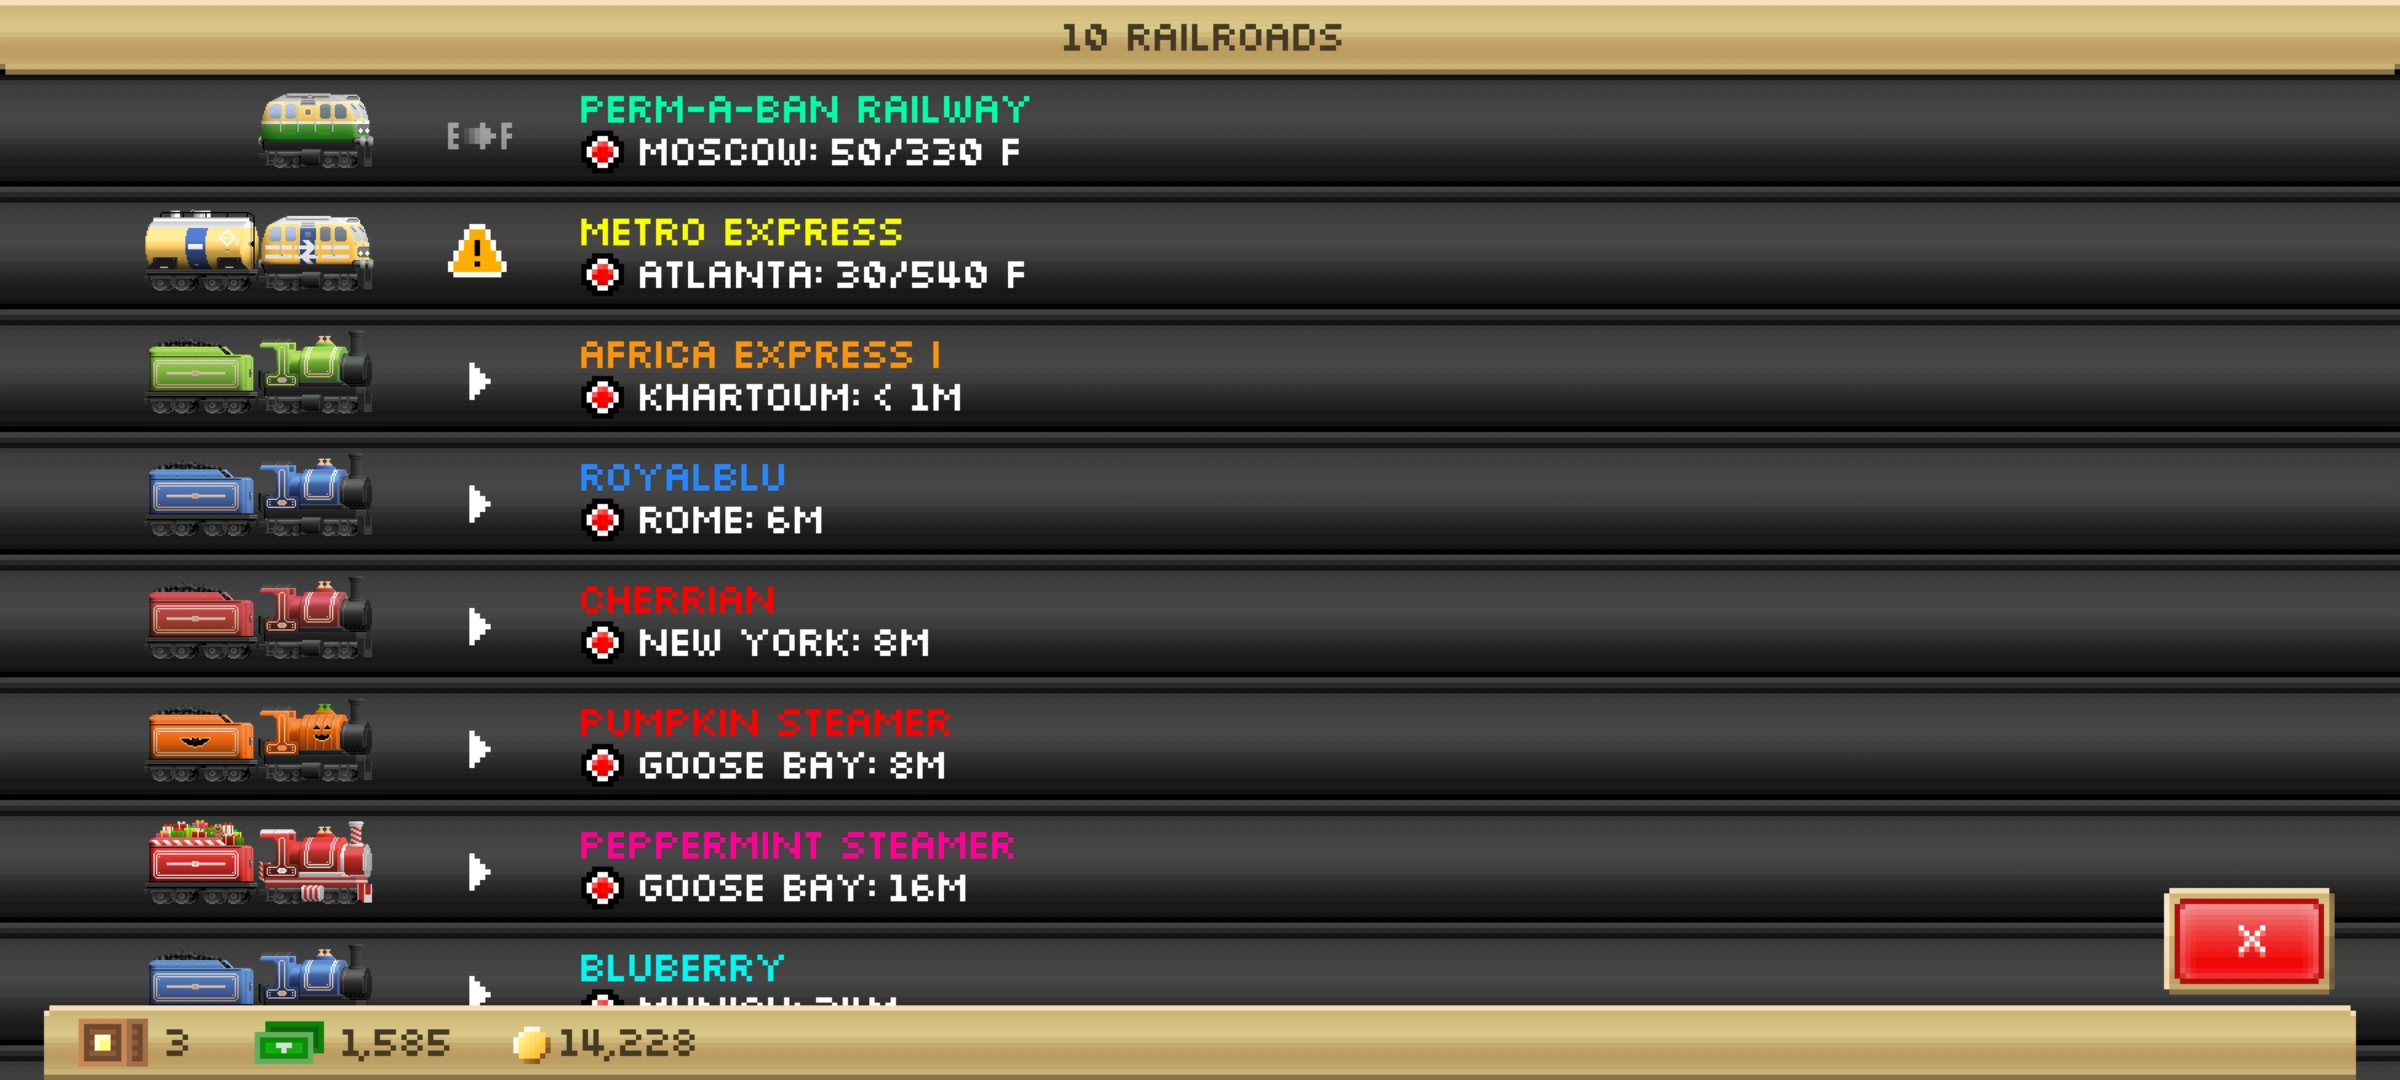 10 RAILROADS
PERM-A-BAN RAILWAY
E F
MOSCOW: 50/330 F
METRO EXPRESS
!
ATLANTA: 30/540 F
AFRICA EXPRESS I
KHARTOUM: < 1M
ROYALBLU
ROME: 6M
CHERRIAN
NEW YORK: 8M
PUMPKIN STEAMER
GOOSE BAY: 8M
PEPPERMINT STEAMER
GOOSE BAY: 16M
X
BLUBERRY
3 1,585 14,228